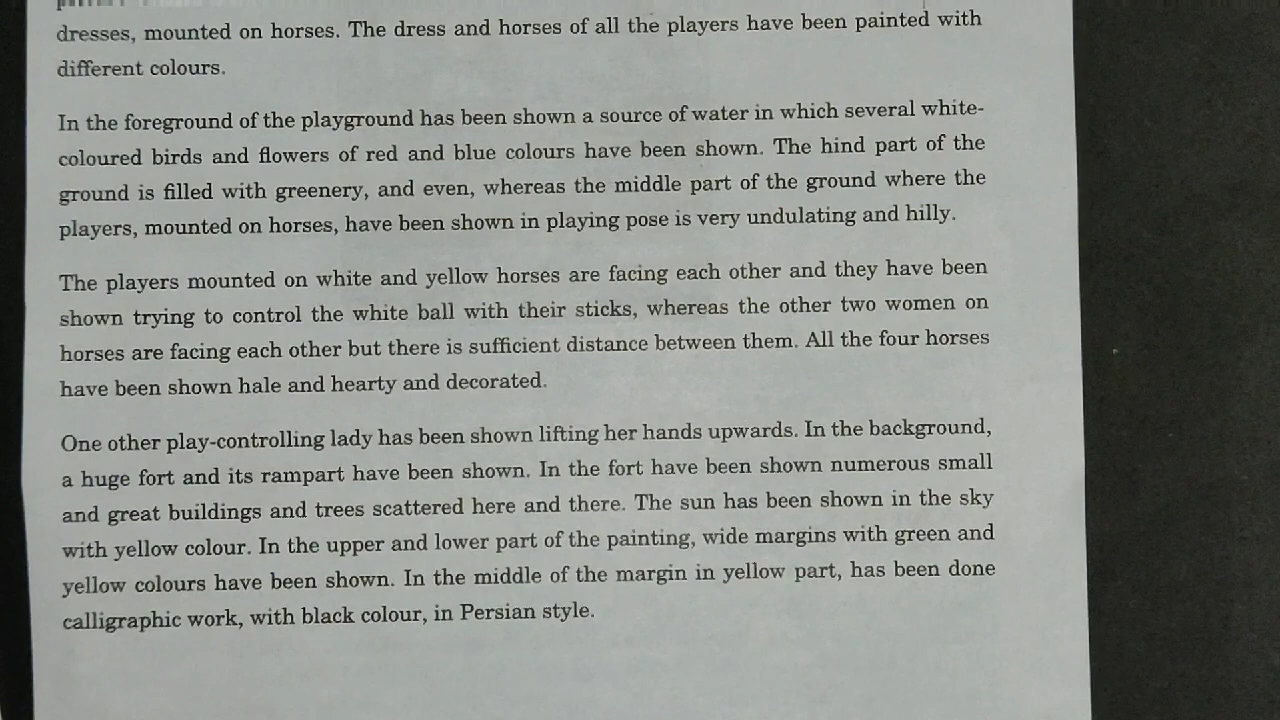 dresses, mounted on horses. The dress and horses of all the players have been painted with
different colours.
In the foreground of the playground has been shown a source of water in which several white-
coloured birds and flowers of red and blue colours have been shown. The hind part of the
ground is filled with greenery, and even, whereas the middle part of the ground where the
players, mounted on horses, have been shown in playing pose is very undulating and hilly.
The players mounted on white and yellow horses are facing each other and they have been
shown trying to control the white ball with their sticks, whereas the other two women on
horses are facing each other but there is sufficient distance between them. All the four horses
have been shown hale and hearty and decorated.
One other play-controlling lady has been shown lifting her hands upwards. In the background,
a huge fort and its rampart have been shown. In the fort have been shown numerous small
and great buildings and trees scattered here and there. The sun has been shown in the sky
with yellow colour. In the upper and lower part of the painting, wide margins with green and
yellow colours have been shown. In the middle of the margin in yellow part, has been done
calligraphic work, with black colour, in Persian style.